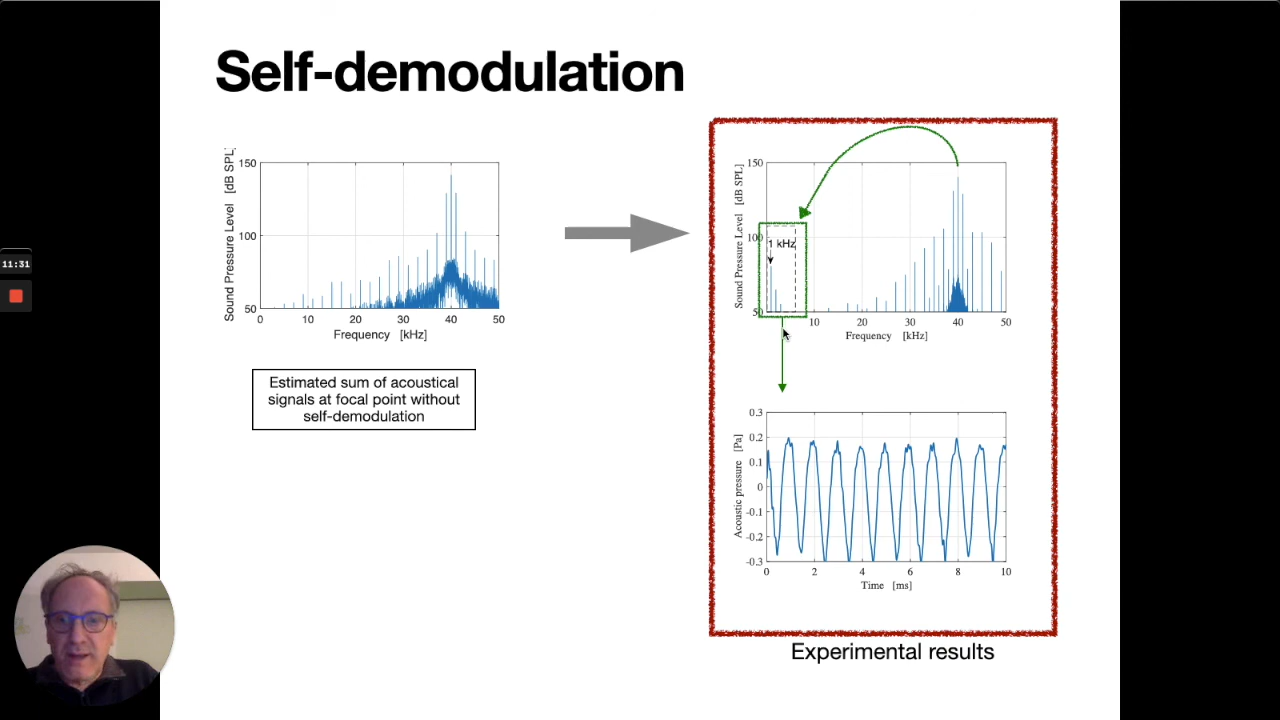 Self-demodulation
Sound Pressure Level [dB SPL]
150
100
50
0 10 20 30 40 50
Frequency [kHz]
Estimated sum of acoustical
signals at focal point without
self-demodulation
Sound Pressure Level [dB SPL]
150
100
50
1 kHz
10 20 30 40 50
Frequency [kHz]
11:31
Acoustic pressure [Pa]
0.3
0.2
0.1
0
-0.1
-0.2
-0.3
0 2 4 6 8 10
Time [ms]
Experimental results